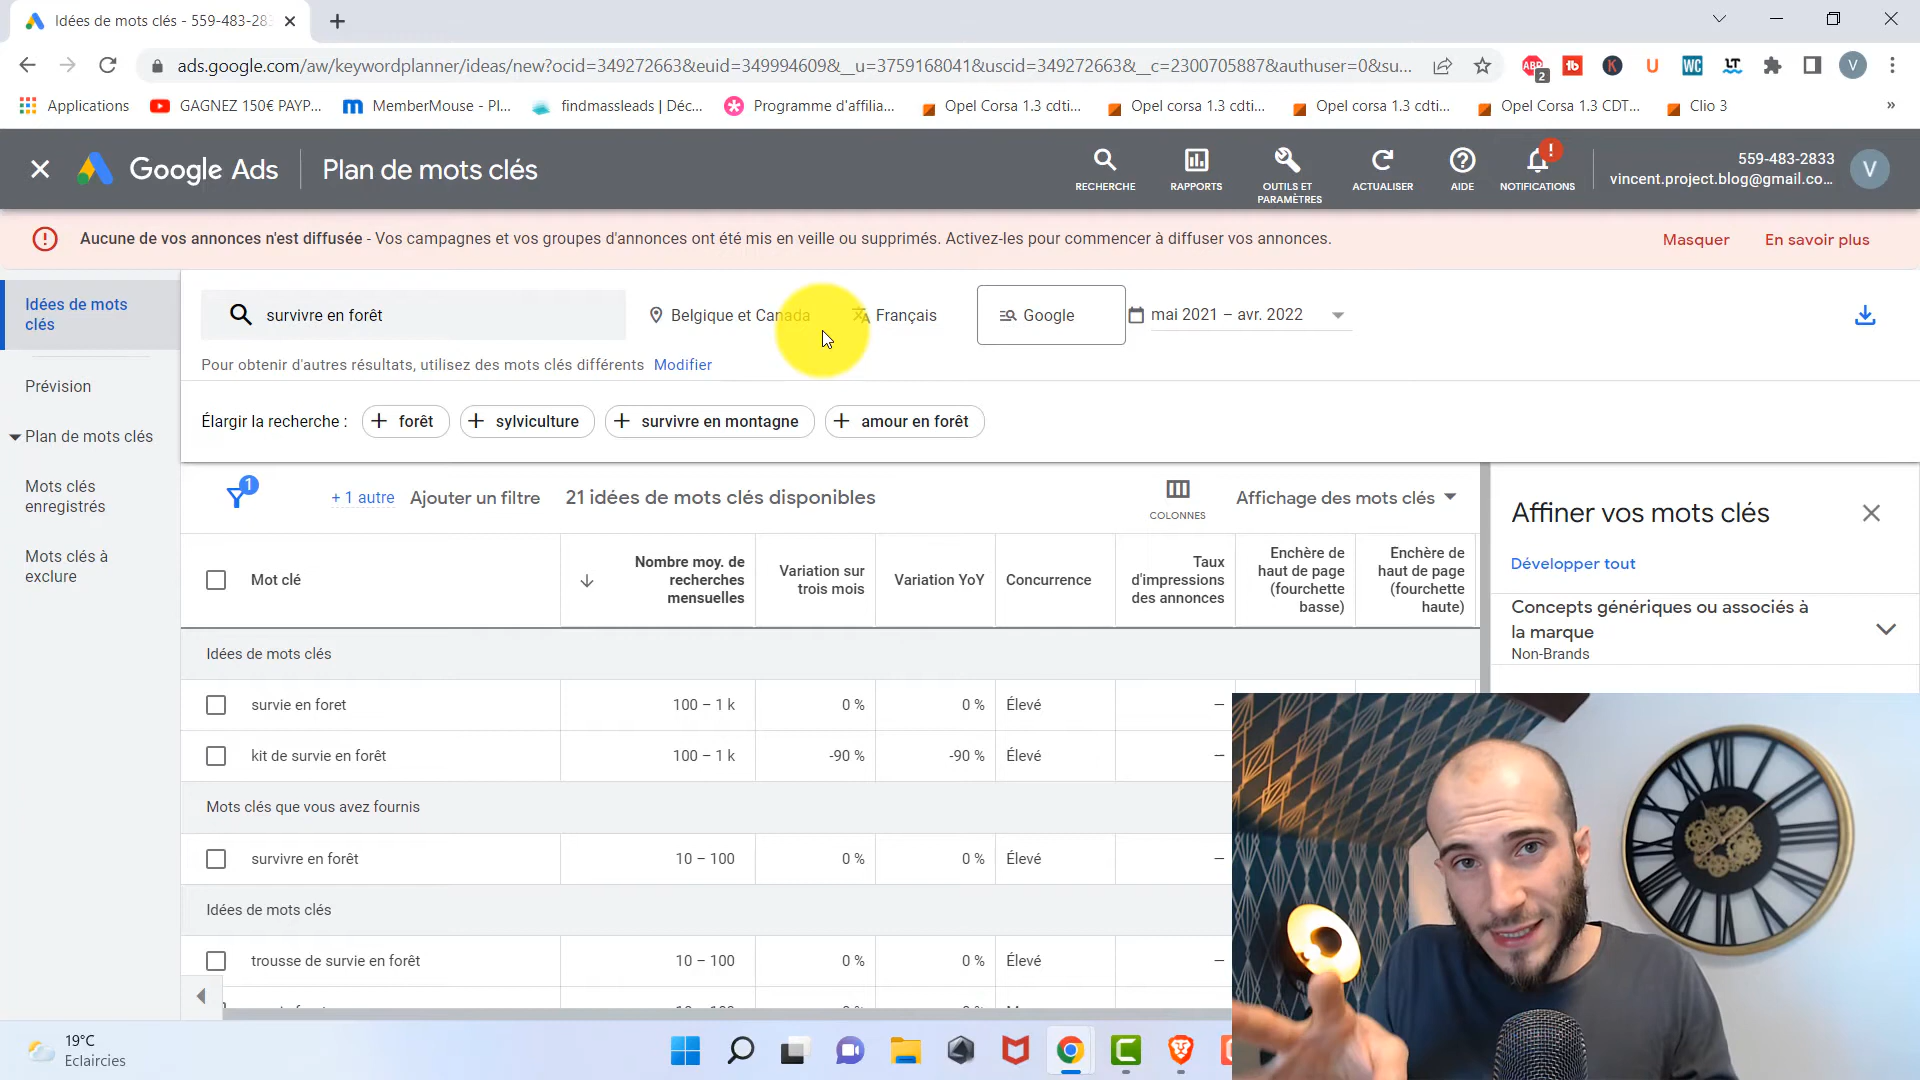 Idées de mots clés - 559-483-283
ads.google.com/aw/keywordplanner/ideas/new?ocid=349272663&euid=349994609&__u=3759168041&uscid=349272663&__c=2300705887&authuser=0&su...
ABP
2
V
Applications
GAGNEZ 150€ PAYP...
MemberMouse - Pl...
findmassleads | Déc...
Programme d'affilia...
Opel Corsa 1.3 cdti...
Opel corsa 1.3 cdti...
Opel corsa 1.3 cdti...
Opel Corsa 1.3 CDT...
Clio 3
»
Google Ads
Plan de mots clés
RECHERCHE
RAPPORTS
OUTILS ET
PARAMÈTRES
ACTUALISER
AIDE
NOTIFICATIONS
559-483-2833
vincent.project.blog@gmail.co...
V
Aucune de vos annonces n'est diffusée - Vos campagnes et vos groupes d'annonces ont été mis en veille ou supprimés. Activez-les pour commencer à diffuser vos annonces.
Masquer
En savoir plus
Idées de mots
clés
Prévision
Plan de mots clés
Mots clés
enregistrés
Mots clés à
exclure
survivre en forêt
Belgique et Canada
Français
Google
mai 2021 – avr. 2022
Pour obtenir d'autres résultats, utilisez des mots clés différents Modifier
Élargir la recherche :
forêt
sylviculture
survivre en montagne
amour en forêt
1
+ 1 autre
Ajouter un filtre
21 idées de mots clés disponibles
COLONNES
Affichage des mots clés
Affiner vos mots clés
Développer tout
Concepts génériques ou associés à
la marque
Non-Brands
Mot clé
Nombre moy. de
recherches
mensuelles
Variation sur
trois mois
Variation YoY
Concurrence
Taux
d'impressions
des annonces
Enchère de
haut de page
(fourchette
basse)
Enchère de
haut de page
(fourchette
haute)
Idées de mots clés
survie en foret 100 – 1 k 0 % 0 % Élevé –
kit de survie en forêt 100 – 1 k -90 % -90 % Élevé –
Mots clés que vous avez fournis
survivre en forêt 10 – 100 0 % 0 % Élevé –
Idées de mots clés
trousse de survie en forêt 10 – 100 0 % 0 % Élevé –
19°C
Eclaircies